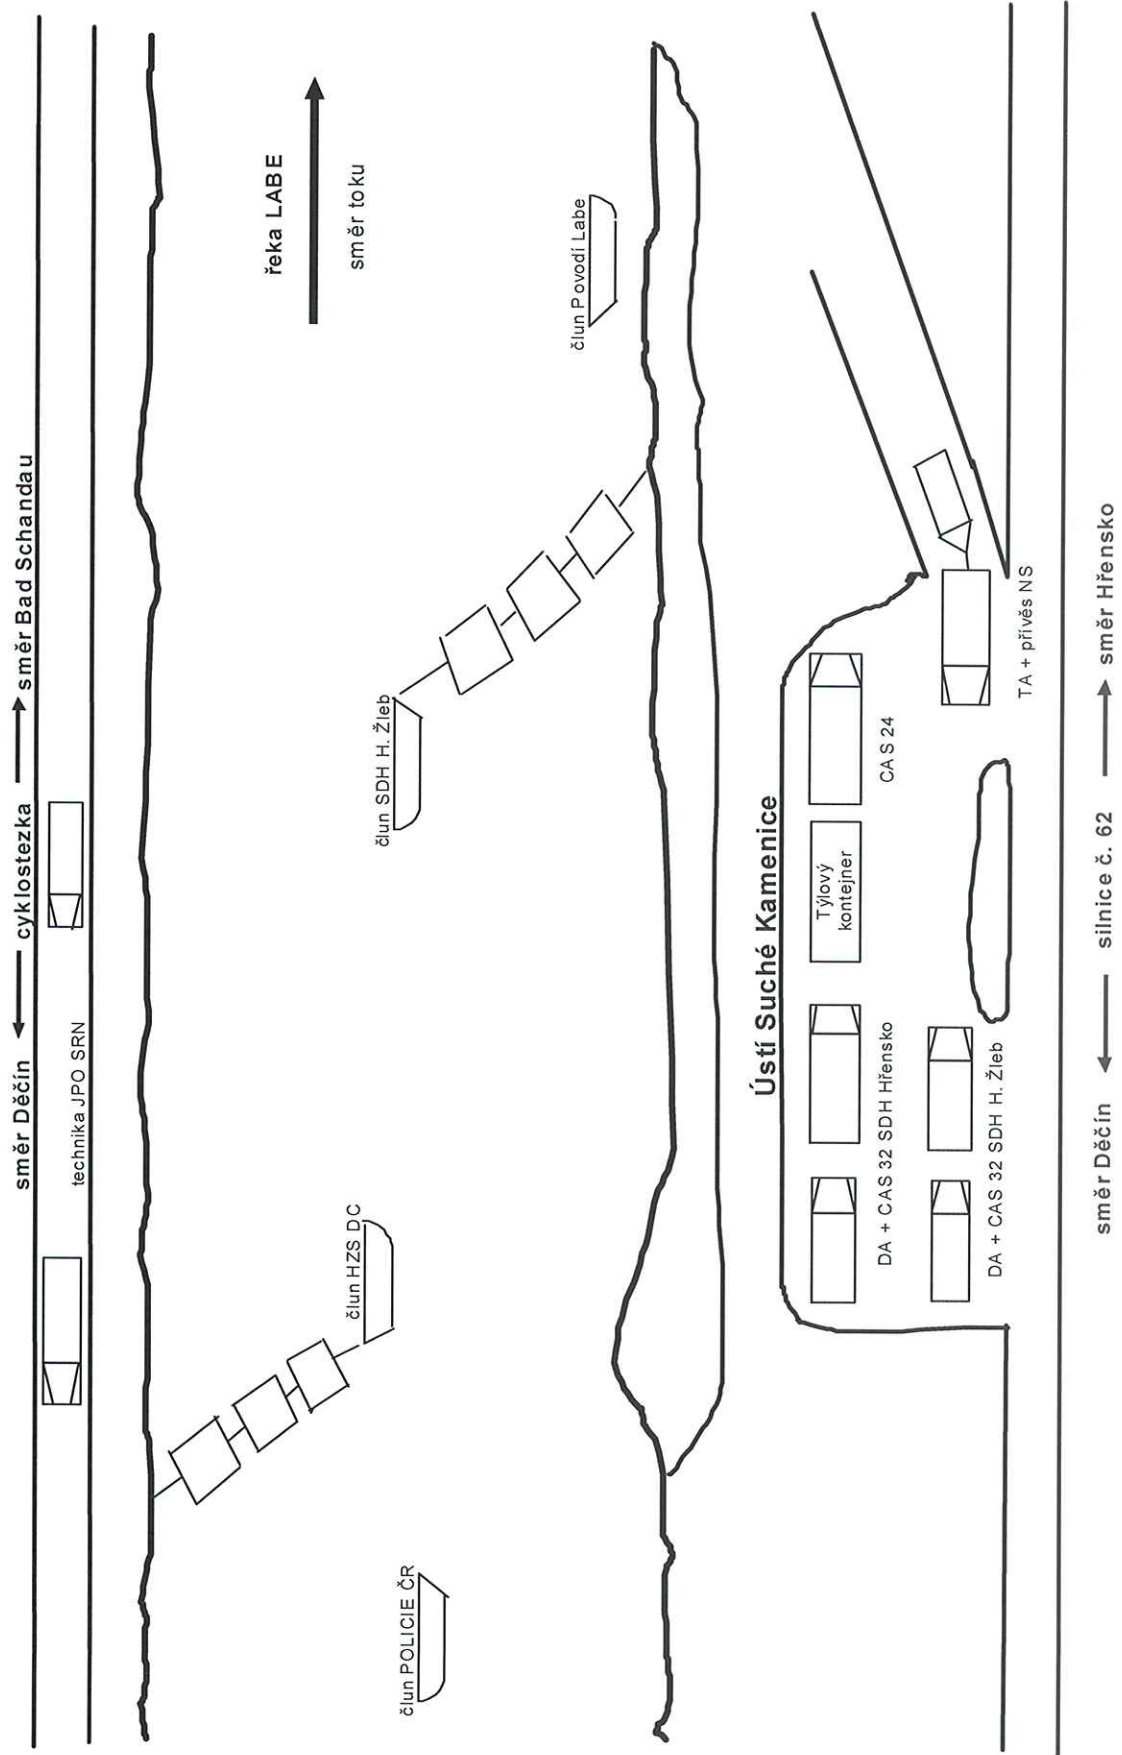 směr Děčín
cyklostezka
směr Bad Schandau
technika JPO SRN
řeka LABE
směr toku
člun Povodí Labe
člun SDH H. Žleb
člun HZS DC
člun POLICIE ČR
Ústí Suché Kamenice
Týlový
kontejner
CAS 24
TA + přívěs NS
DA + CAS 32 SDH Hřensko
DA + CAS 32 SDH H. Žleb
směr Děčín
silnice č. 62
směr Hřensko